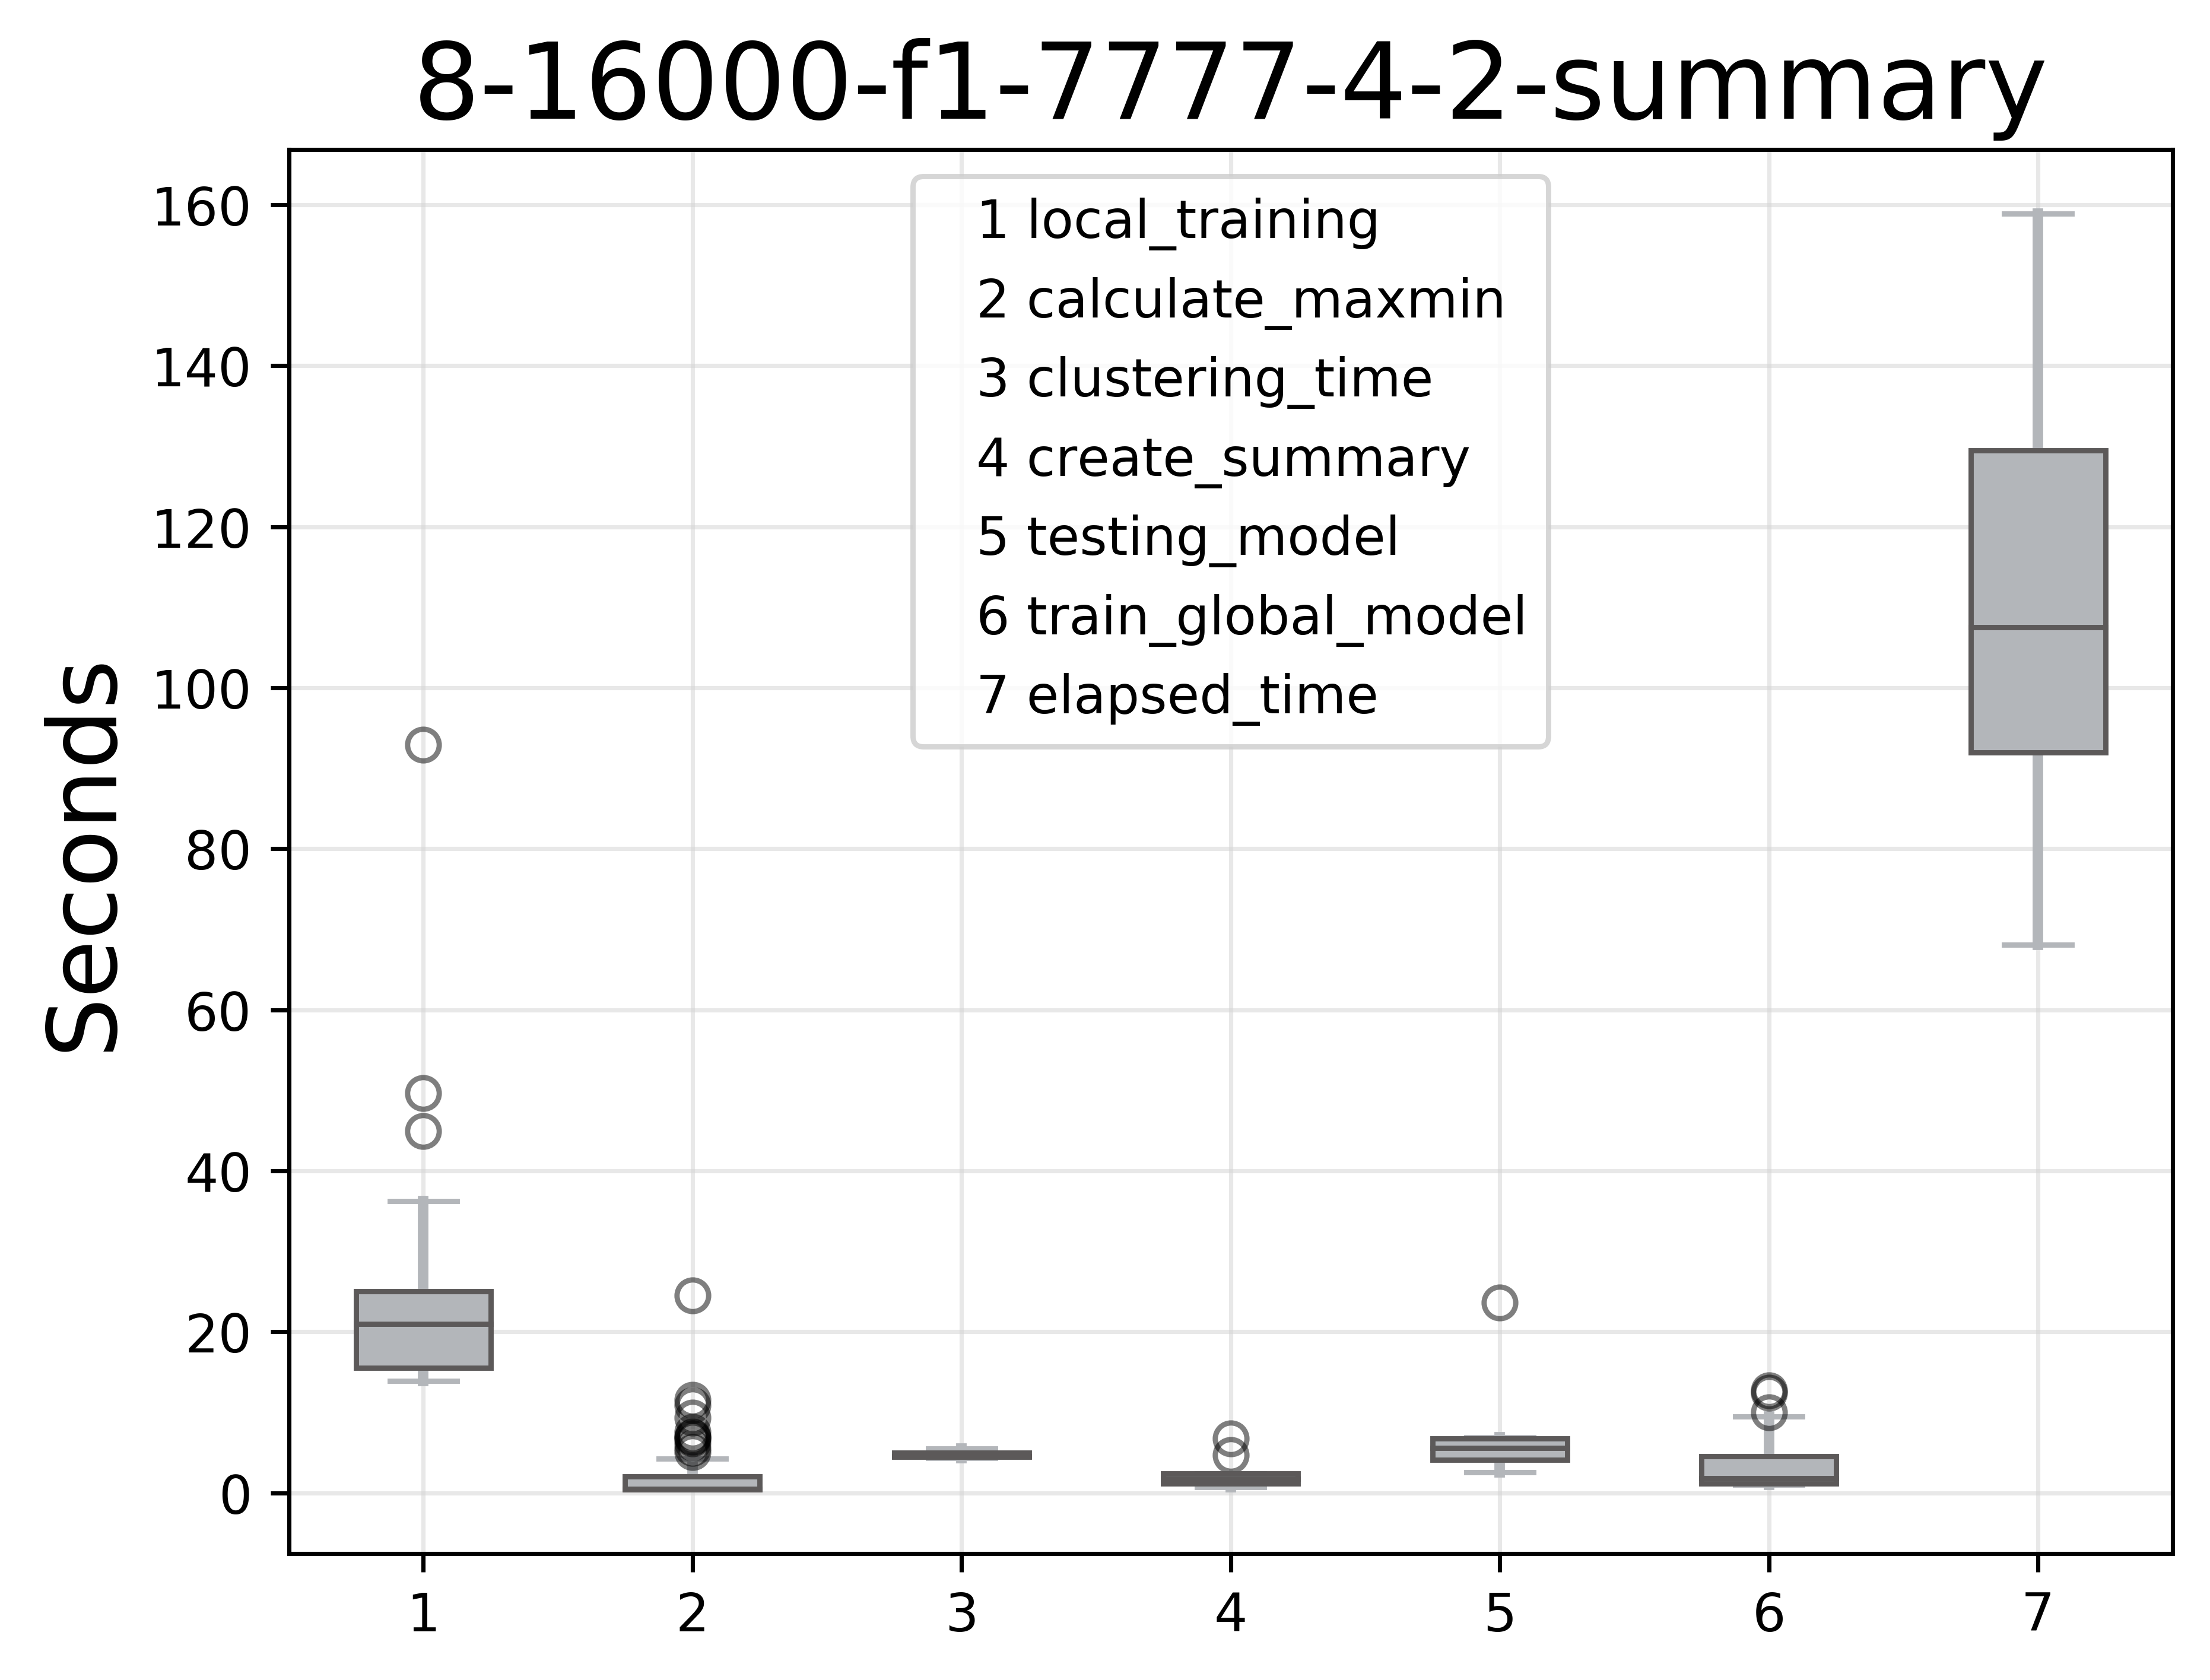 8-16000-f1-7777-4-2-summary
Seconds
160
140
120
100
80
60
40
20
0
1 local_training
2 calculate_maxmin
3 clustering_time
4 create_summary
5 testing_model
6 train_global_model
7 elapsed_time
1 2 3 4 5 6 7